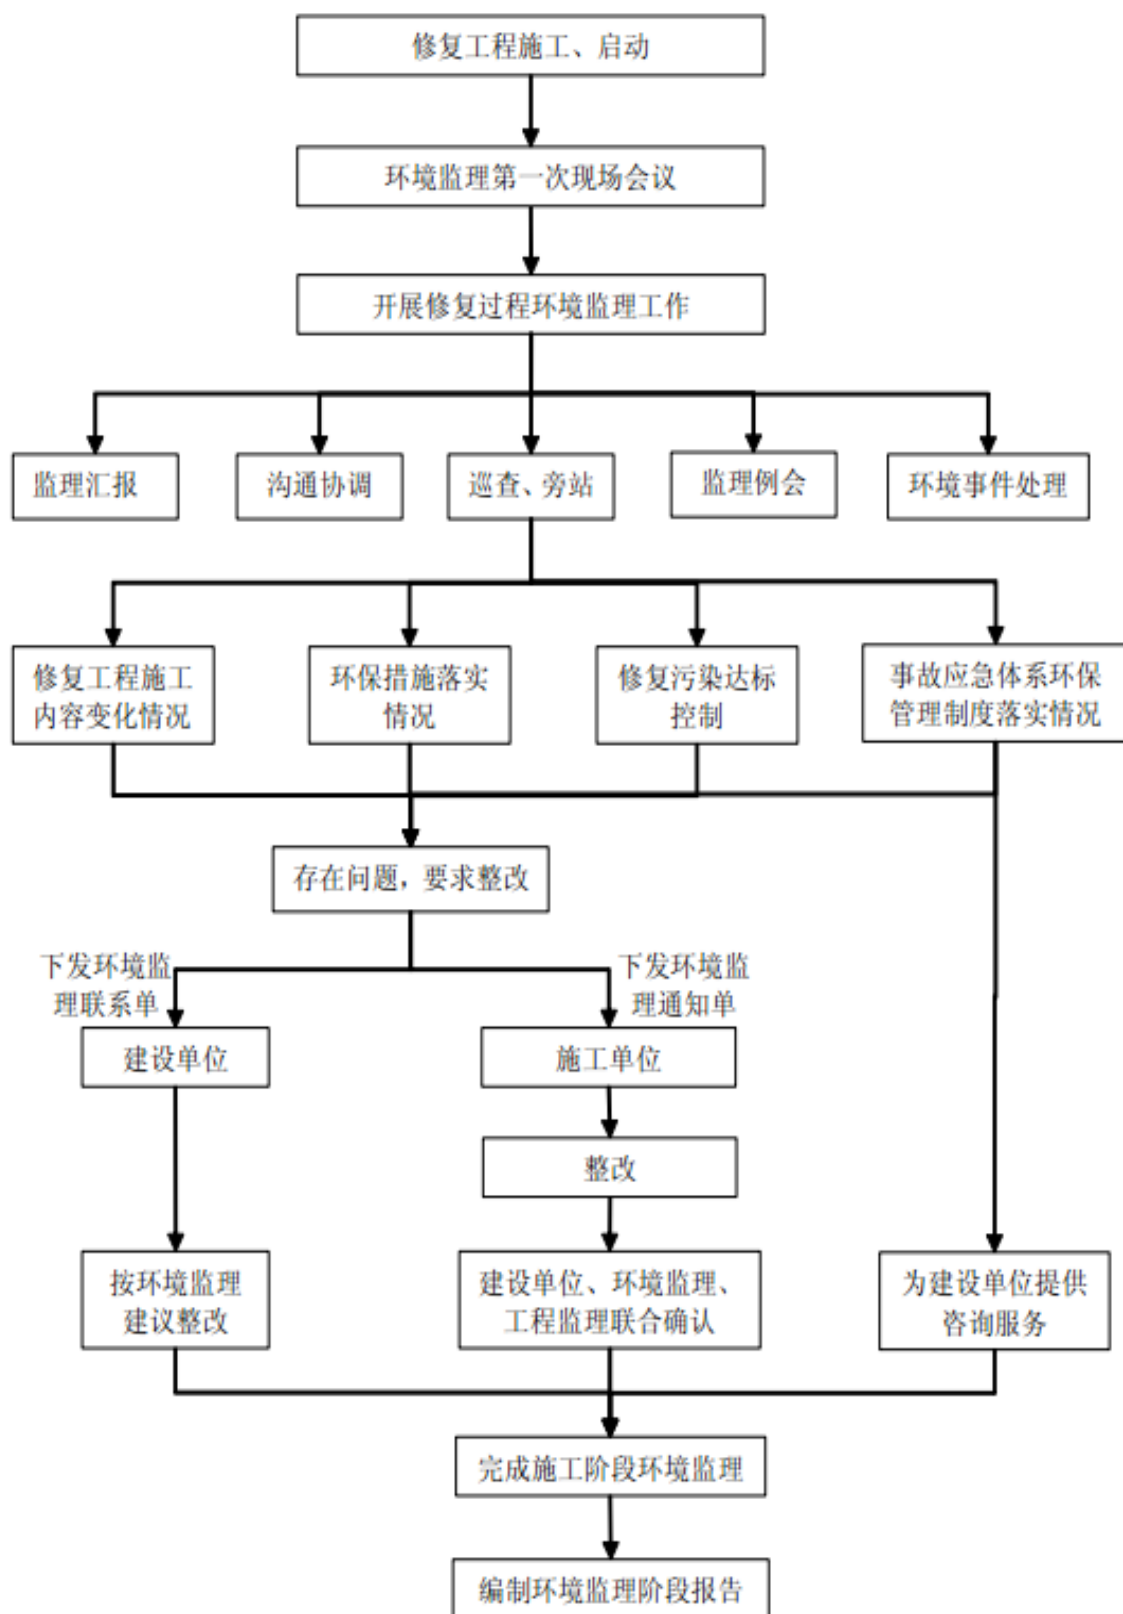 修复工程施工、启动
环境监理第一次现场会议
开展修复过程环境监理工作
监理汇报
沟通协调
巡查、旁站
监理例会
环境事件处理
修复工程施工
内容变化情况
环保措施落实
情况
修复污染达标
控制
事故应急体系环保
管理制度落实情况
存在问题，要求整改
下发环境监
理联系单
下发环境监
理通知单
建设单位
施工单位
整改
按环境监理
建议整改
建设单位、环境监理、
工程监理联合确认
为建设单位提供
咨询服务
完成施工阶段环境监理
编制环境监理阶段报告